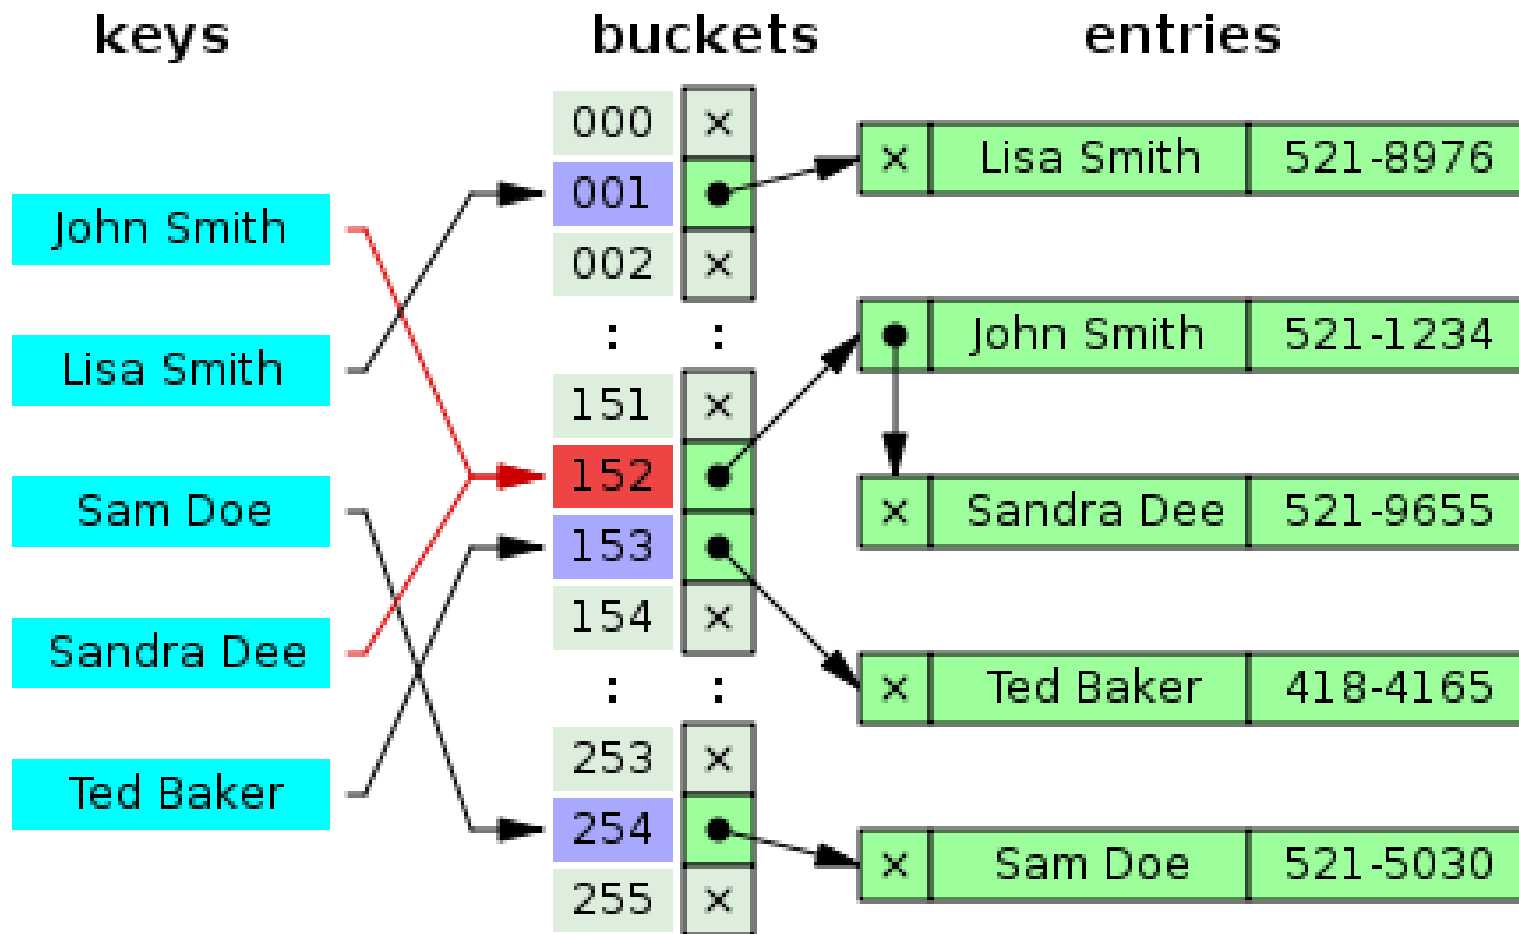 keys buckets entries
John Smith
Lisa Smith
Sam Doe
Sandra Dee
Ted Baker
000 ×
001
002 ×
: :
151 ×
152
153
154 ×
: :
253 ×
254
255 ×
× Lisa Smith 521-8976
John Smith 521-1234
× Sandra Dee 521-9655
× Ted Baker 418-4165
× Sam Doe 521-5030